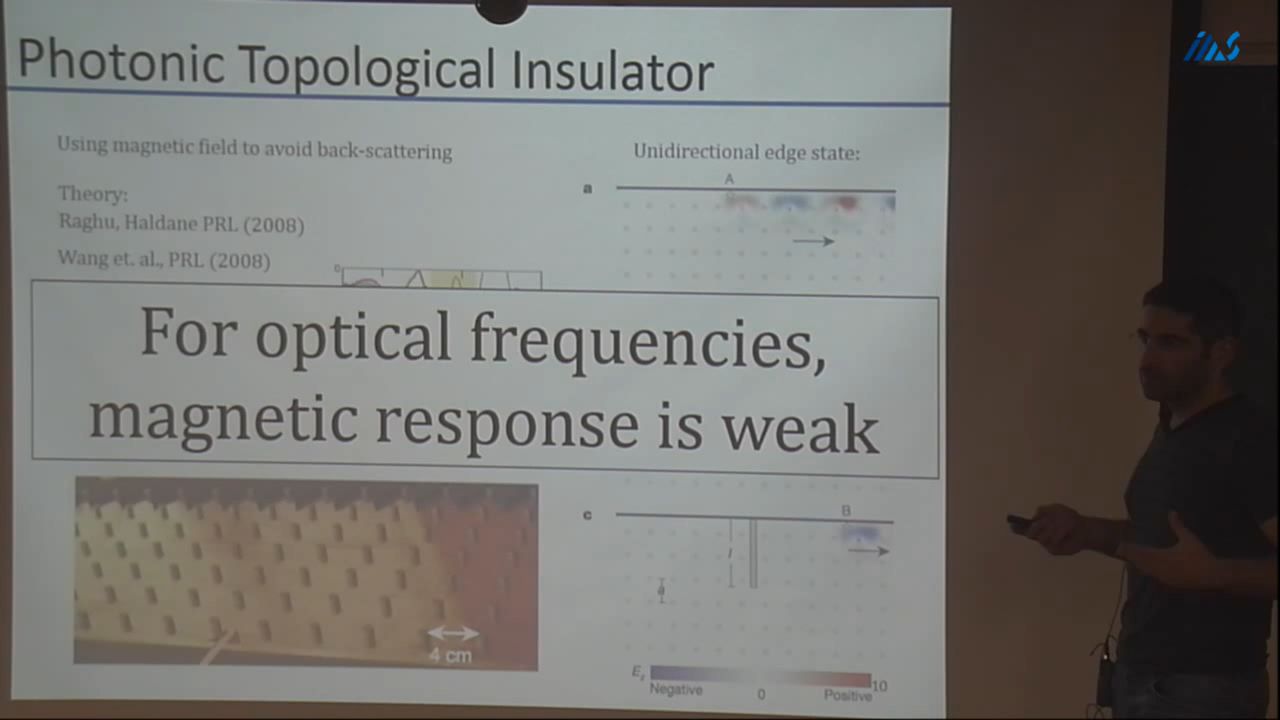 Photonic Topological Insulator
Using magnetic field to avoid back-scattering
Theory:
Raghu, Haldane PRL (2008)
Wang et. al., PRL (2008)
Unidirectional edge state:
a
A
For optical frequencies,
magnetic response is weak
4 cm
c
B
l
a
Negative
0
Positive
10
IMS